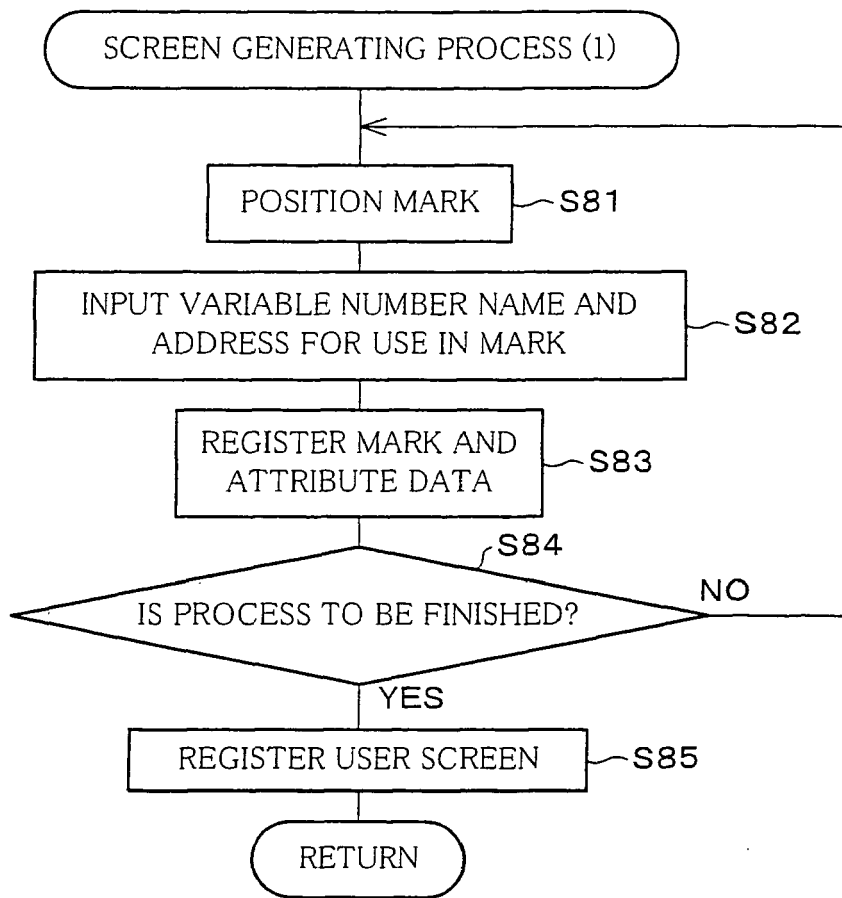 SCREEN GENERATING PROCESS (1)
POSITION MARK
S81
INPUT VARIABLE NUMBER NAME AND
ADDRESS FOR USE IN MARK
S82
REGISTER MARK AND
ATTRIBUTE DATA
S83
S84
IS PROCESS TO BE FINISHED?
NO
YES
REGISTER USER SCREEN
S85
RETURN